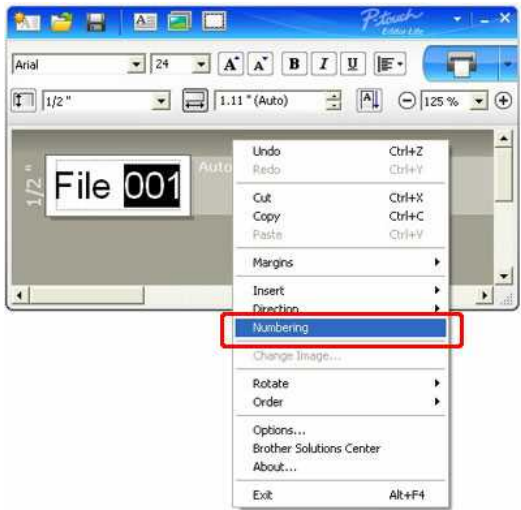 P-touch
Editor Lite
Arial 24 A A B I U
1/2 " 1.11 " (Auto) A 125 %
1/2 "
Auto
File 001
Undo Ctrl+Z
Redo Ctrl+Y
Cut Ctrl+X
Copy Ctrl+C
Paste Ctrl+V
Margins
Insert
Direction
Numbering
Change Image...
Rotate
Order
Options...
Brother Solutions Center
About...
Exit Alt+F4